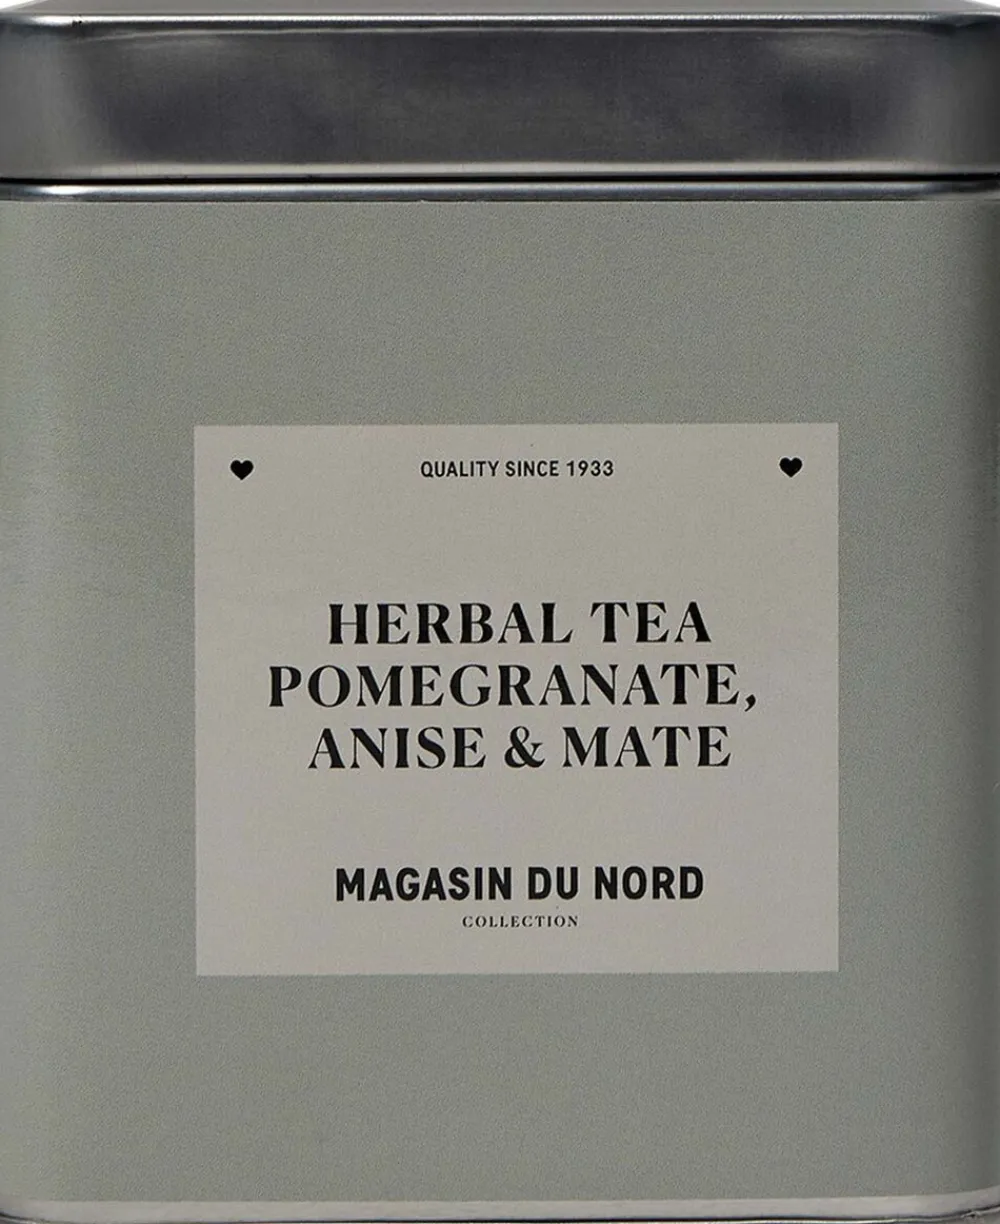 QUALITY SINCE 1933
HERBAL TEA
POMEGRANATE,
ANISE & MATE
MAGASIN DU NORD
COLLECTION